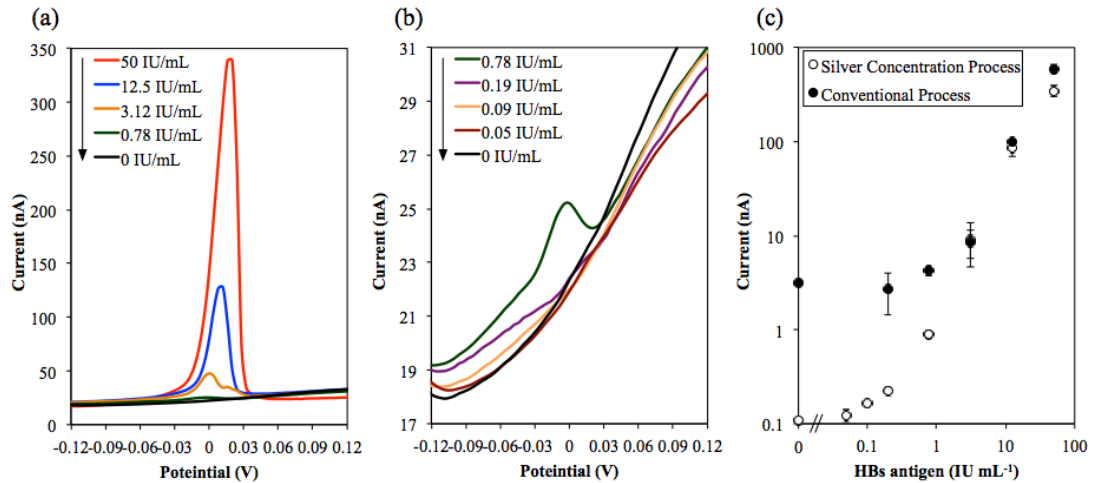 (a)
350
300
250
200
150
100
50
0
Current (nA)
50 IU/mL
12.5 IU/mL
3.12 IU/mL
0.78 IU/mL
0 IU/mL
-0.12-0.09-0.06-0.03 0 0.03 0.06 0.09 0.12
Poteintial (V)
(b)
31
29
27
25
23
21
19
17
Current (nA)
0.78 IU/mL
0.19 IU/mL
0.09 IU/mL
0.05 IU/mL
0 IU/mL
-0.12-0.09-0.06-0.03 0 0.03 0.06 0.09 0.12
Poteintial (V)
(c)
1000
100
10
1
0.1
Current (nA)
Silver Concentration Process
Conventional Process
0 0.1 1 10 100
HBs antigen (IU mL⁻¹)